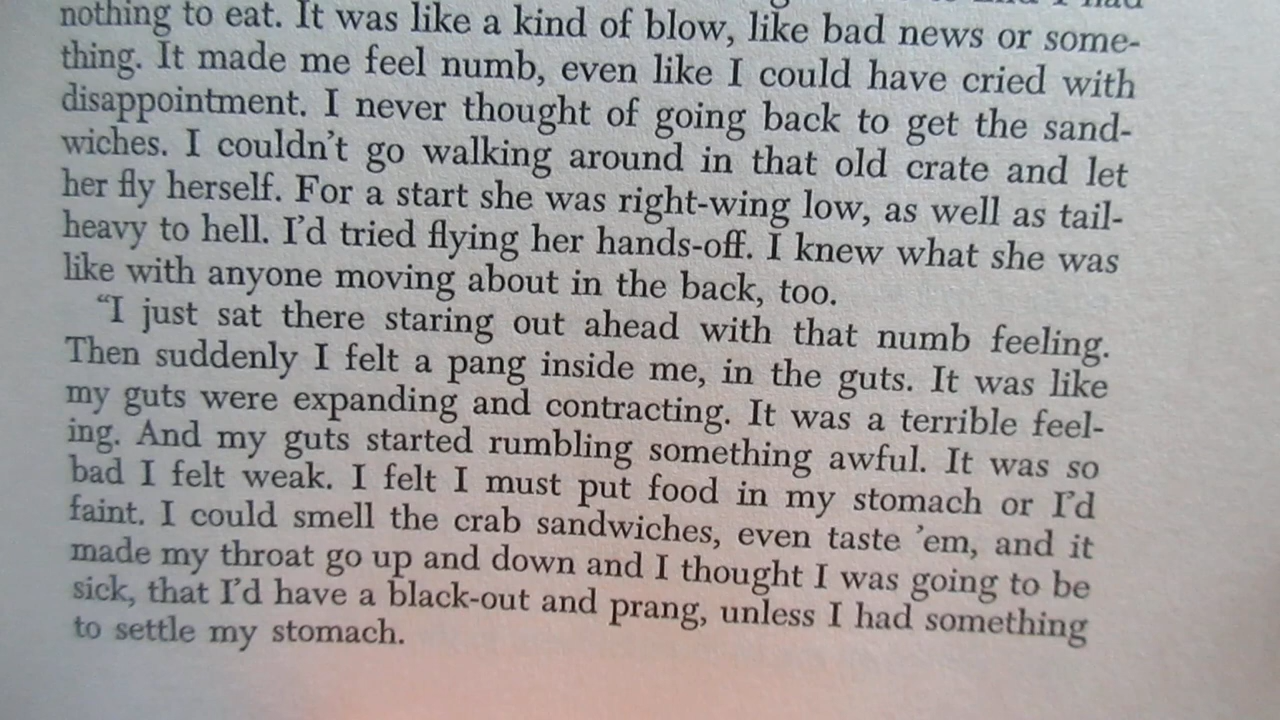 nothing to eat. It was like a kind of blow, like bad news or some-
thing. It made me feel numb, even like I could have cried with
disappointment. I never thought of going back to get the sand-
wiches. I couldn't go walking around in that old crate and let
her fly herself. For a start she was right-wing low, as well as tail-
heavy to hell. I'd tried flying her hands-off. I knew what she was
like with anyone moving about in the back, too.
“I just sat there staring out ahead with that numb feeling.
Then suddenly I felt a pang inside me, in the guts. It was like
my guts were expanding and contracting. It was a terrible feel-
ing. And my guts started rumbling something awful. It was so
bad I felt weak. I felt I must put food in my stomach or I'd
faint. I could smell the crab sandwiches, even taste 'em, and it
made my throat go up and down and I thought I was going to be
sick, that I'd have a black-out and prang, unless I had something
to settle my stomach.